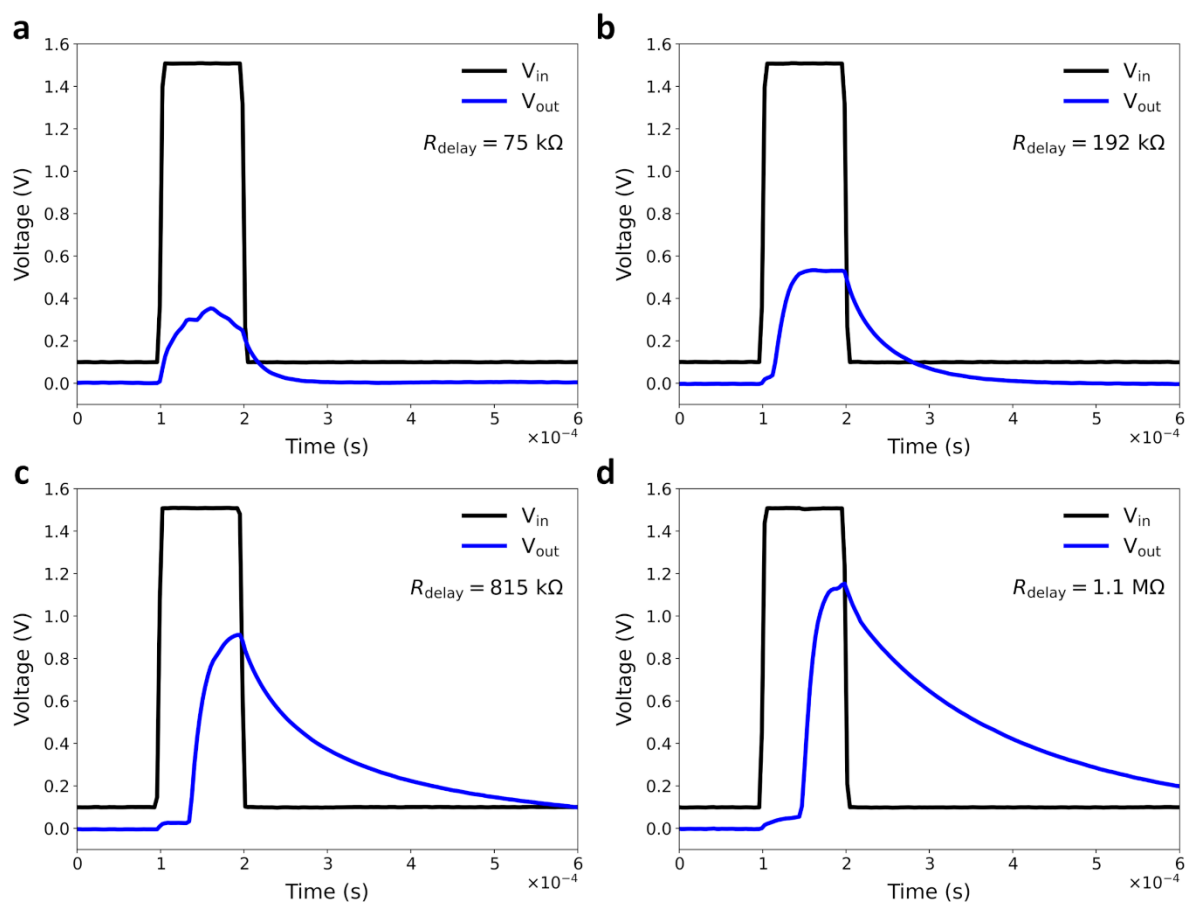 a
1.6
1.4
1.2
1.0
0.8
0.6
0.4
0.2
0.0
Voltage (V)
V_in
V_out
R_delay = 75 kΩ
0 1 2 3 4 5 6
×10⁻⁴
Time (s)
b
1.6
1.4
1.2
1.0
0.8
0.6
0.4
0.2
0.0
Voltage (V)
V_in
V_out
R_delay = 192 kΩ
0 1 2 3 4 5 6
×10⁻⁴
Time (s)
c
1.6
1.4
1.2
1.0
0.8
0.6
0.4
0.2
0.0
Voltage (V)
V_in
V_out
R_delay = 815 kΩ
0 1 2 3 4 5 6
×10⁻⁴
Time (s)
d
1.6
1.4
1.2
1.0
0.8
0.6
0.4
0.2
0.0
Voltage (V)
V_in
V_out
R_delay = 1.1 MΩ
0 1 2 3 4 5 6
×10⁻⁴
Time (s)